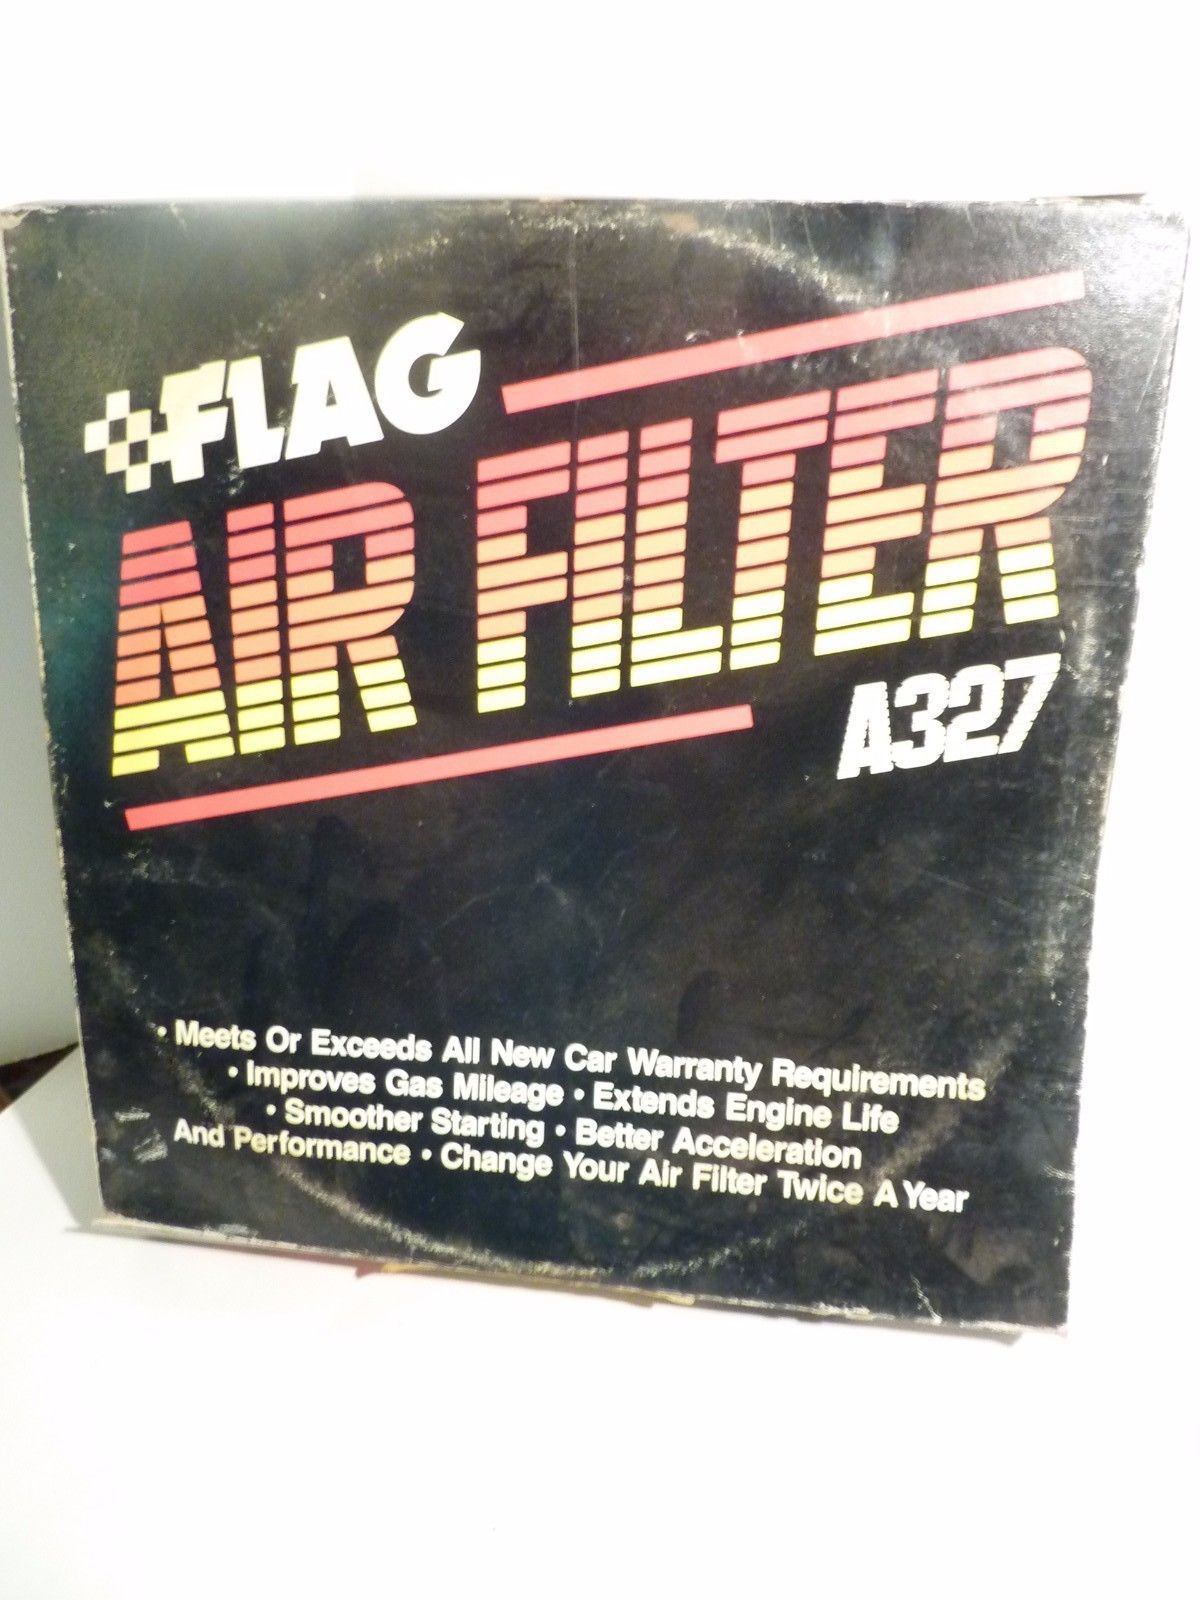 FLAG
AIR FILTER
A327
• Meets Or Exceeds All New Car Warranty Requirements
• Improves Gas Mileage • Extends Engine Life
• Smoother Starting • Better Acceleration
And Performance • Change Your Air Filter Twice A Year